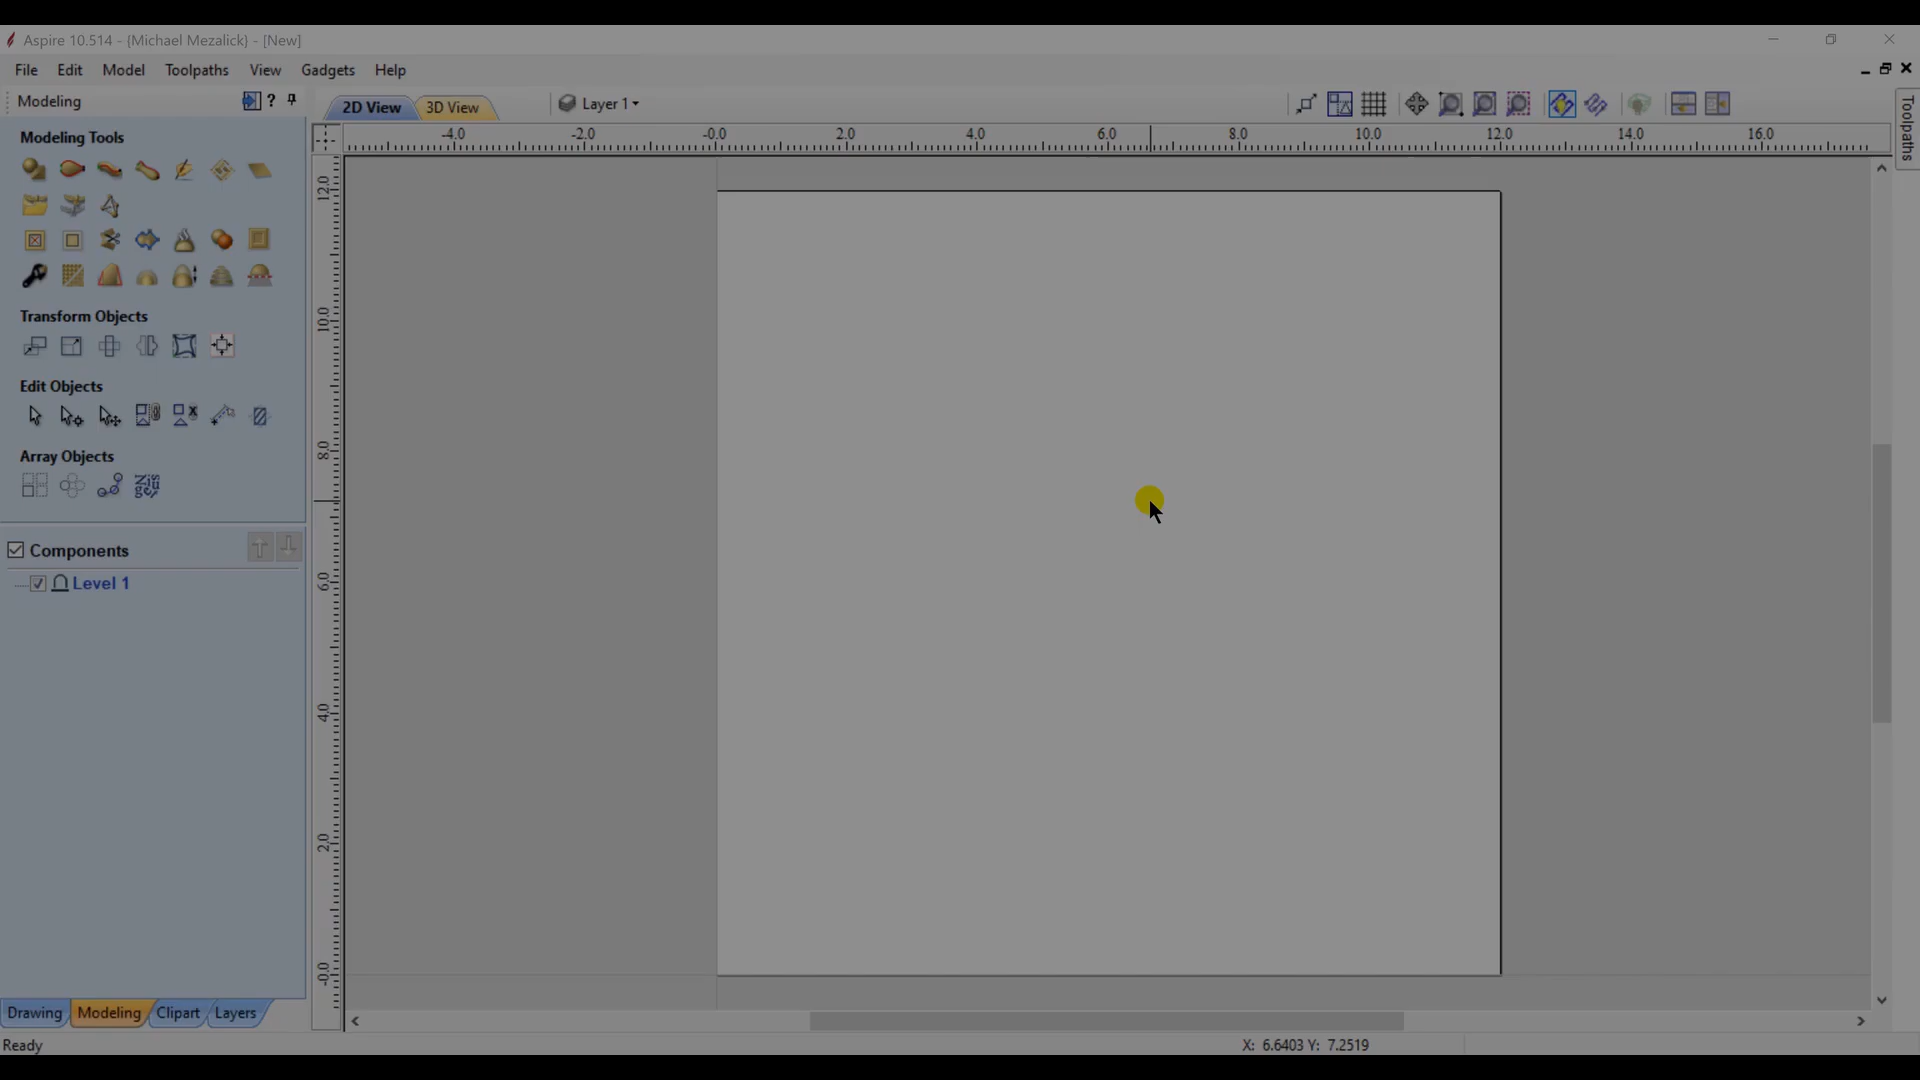 Aspire 10.514 - {Michael Mezalick} - [New]
File Edit Model Toolpaths View Gadgets Help
Modeling
2D View 3D View Layer 1
Toolpaths
Modeling Tools
-4.0 -2.0 -0.0 2.0 4.0 6.0 8.0 10.0 12.0 14.0 16.0
12.0
10.0
8.0
6.0
4.0
2.0
-0.0
Transform Objects
Edit Objects
Array Objects
Components
Level 1
Drawing Modeling Clipart Layers
Ready
X: 6.6403 Y: 7.2519